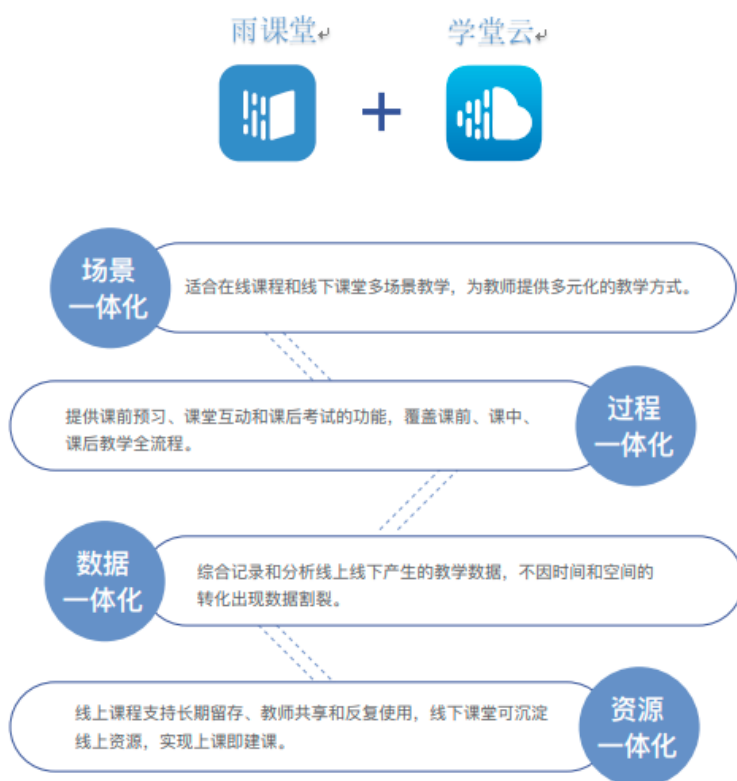 雨课堂↵ 学堂云↵
+
场景
一体化
适合在线课程和线下课堂多场景教学，为教师提供多元化的教学方式。
提供课前预习、课堂互动和课后考试的功能，覆盖课前、课中、
课后教学全流程。
过程
一体化
数据
一体化
综合记录和分析线上线下产生的教学数据，不因时间和空间的
转化出现数据割裂。
线上课程支持长期留存、教师共享和反复使用，线下课堂可沉淀
线上资源，实现上课即建课。
资源
一体化